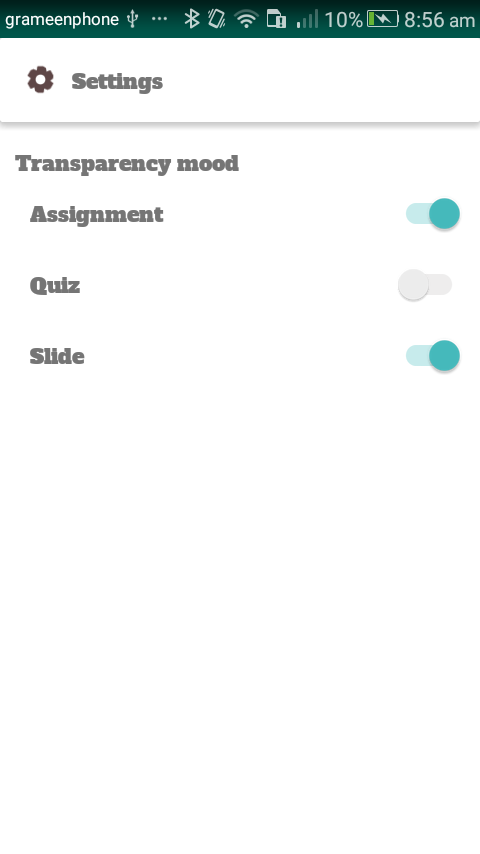 grameenphone ... 10% 8:56 am
Settings
Transparency mood
Assignment
Quiz
Slide